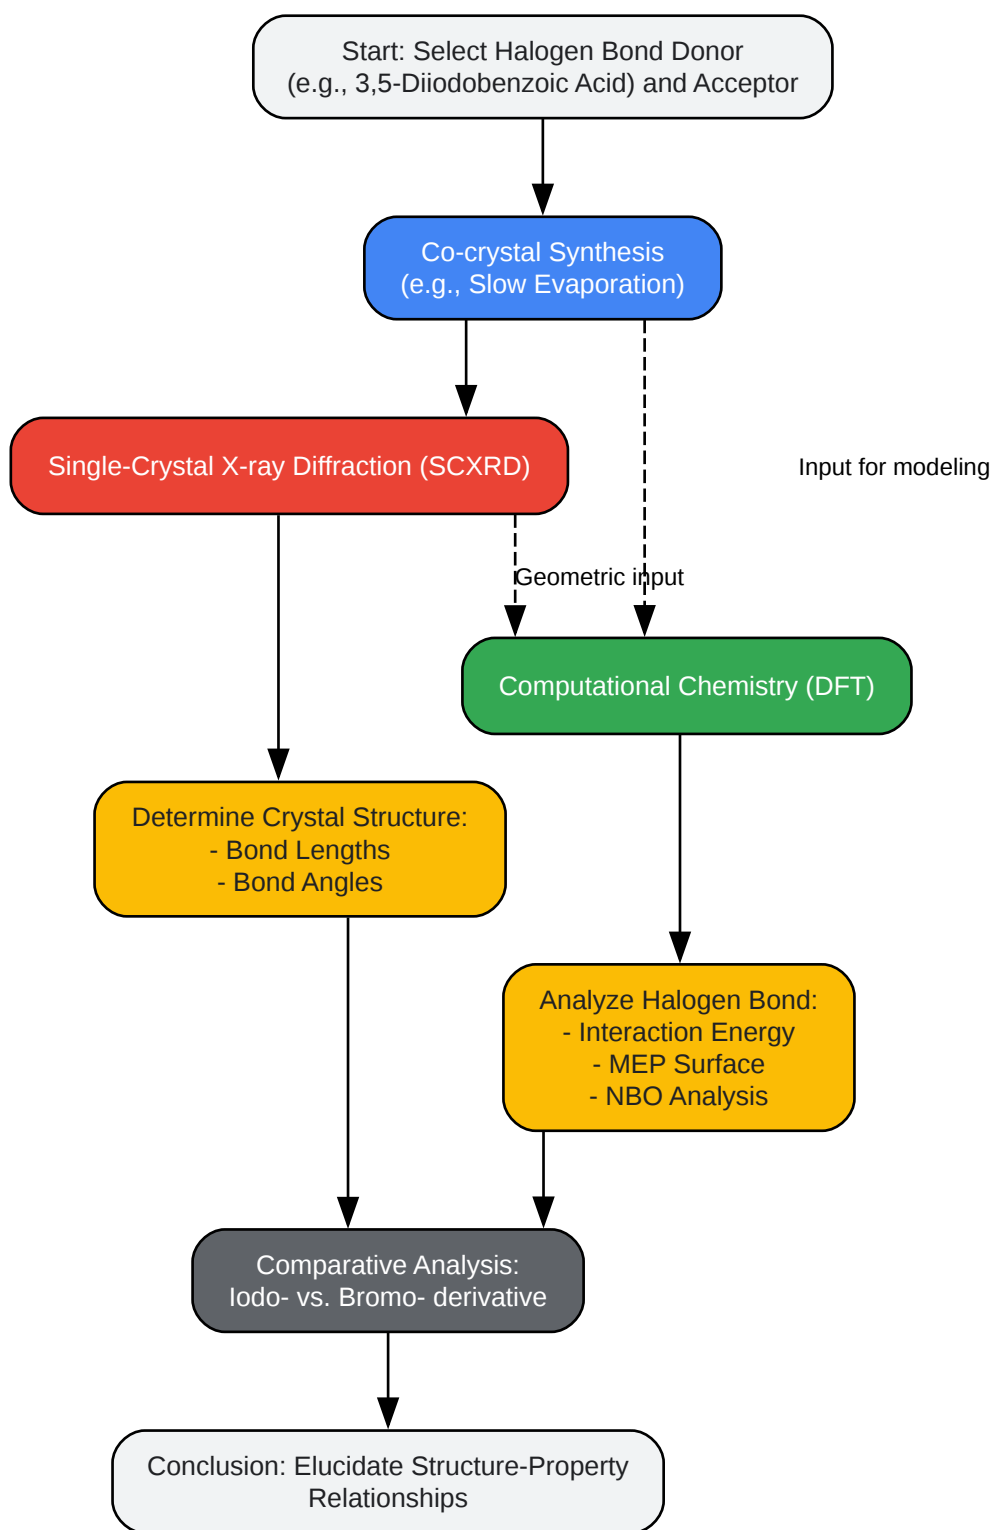 Start: Select Halogen Bond Donor
(e.g., 3,5-Diiodobenzoic Acid) and Acceptor
Co-crystal Synthesis
(e.g., Slow Evaporation)
Single-Crystal X-ray Diffraction (SCXRD)
Input for modeling
Geometric input
Computational Chemistry (DFT)
Determine Crystal Structure:
- Bond Lengths
- Bond Angles
Analyze Halogen Bond:
- Interaction Energy
- MEP Surface
- NBO Analysis
Comparative Analysis:
Iodo- vs. Bromo- derivative
Conclusion: Elucidate Structure-Property
Relationships